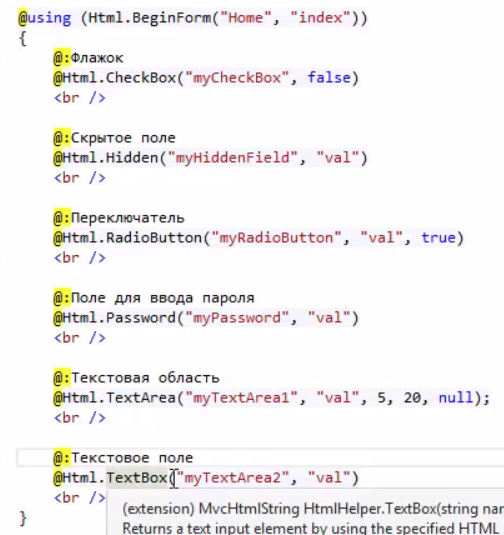 @using (Html.BeginForm("Home", "index"))
{
@:Флажок
@Html.CheckBox("myCheckBox", false)
<br />
@:Скрытое поле
@Html.Hidden("myHiddenField", "val")
<br />
@:Переключатель
@Html.RadioButton("myRadioButton", "val", true)
<br />
@:Поле для ввода пароля
@Html.Password("myPassword", "val")
<br />
@:Текстовая область
@Html.TextArea("myTextArea1", "val", 5, 20, null);
<br />
@:Текстовое поле
@Html.TextBox("myTextArea2", "val")
<br />
(extension) MvcHtmlString HtmlHelper.TextBox(string nar
Returns a text input element by using the specified HTML
}